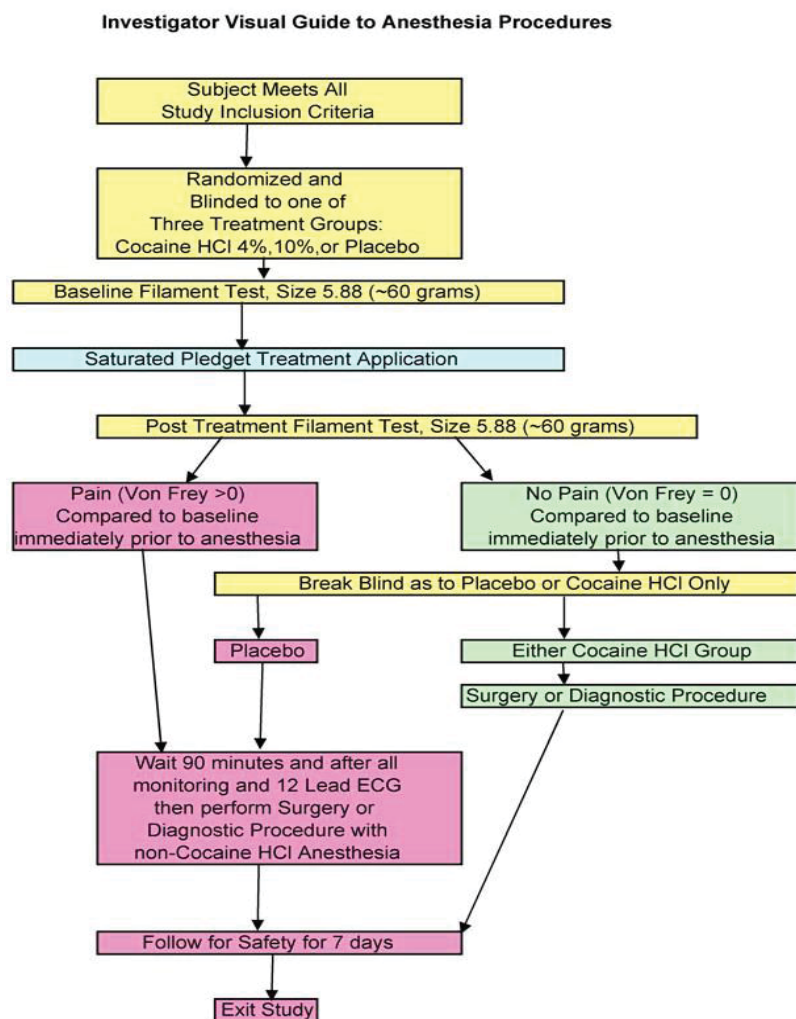 Investigator Visual Guide to Anesthesia Procedures
Subject Meets All
Study Inclusion Criteria
Randomized and
Blinded to one of
Three Treatment Groups:
Cocaine HCl 4%,10%,or Placebo
Baseline Filament Test, Size 5.88 (~60 grams)
Saturated Pledget Treatment Application
Post Treatment Filament Test, Size 5.88 (~60 grams)
Pain (Von Frey >0)
Compared to baseline
immediately prior to anesthesia
No Pain (Von Frey = 0)
Compared to baseline
immediately prior to anesthesia
Break Blind as to Placebo or Cocaine HCl Only
Placebo
Either Cocaine HCl Group
Surgery or Diagnostic Procedure
Wait 90 minutes and after all
monitoring and 12 Lead ECG
then perform Surgery or
Diagnostic Procedure with
non-Cocaine HCl Anesthesia
Follow for Safety for 7 days
Exit Study